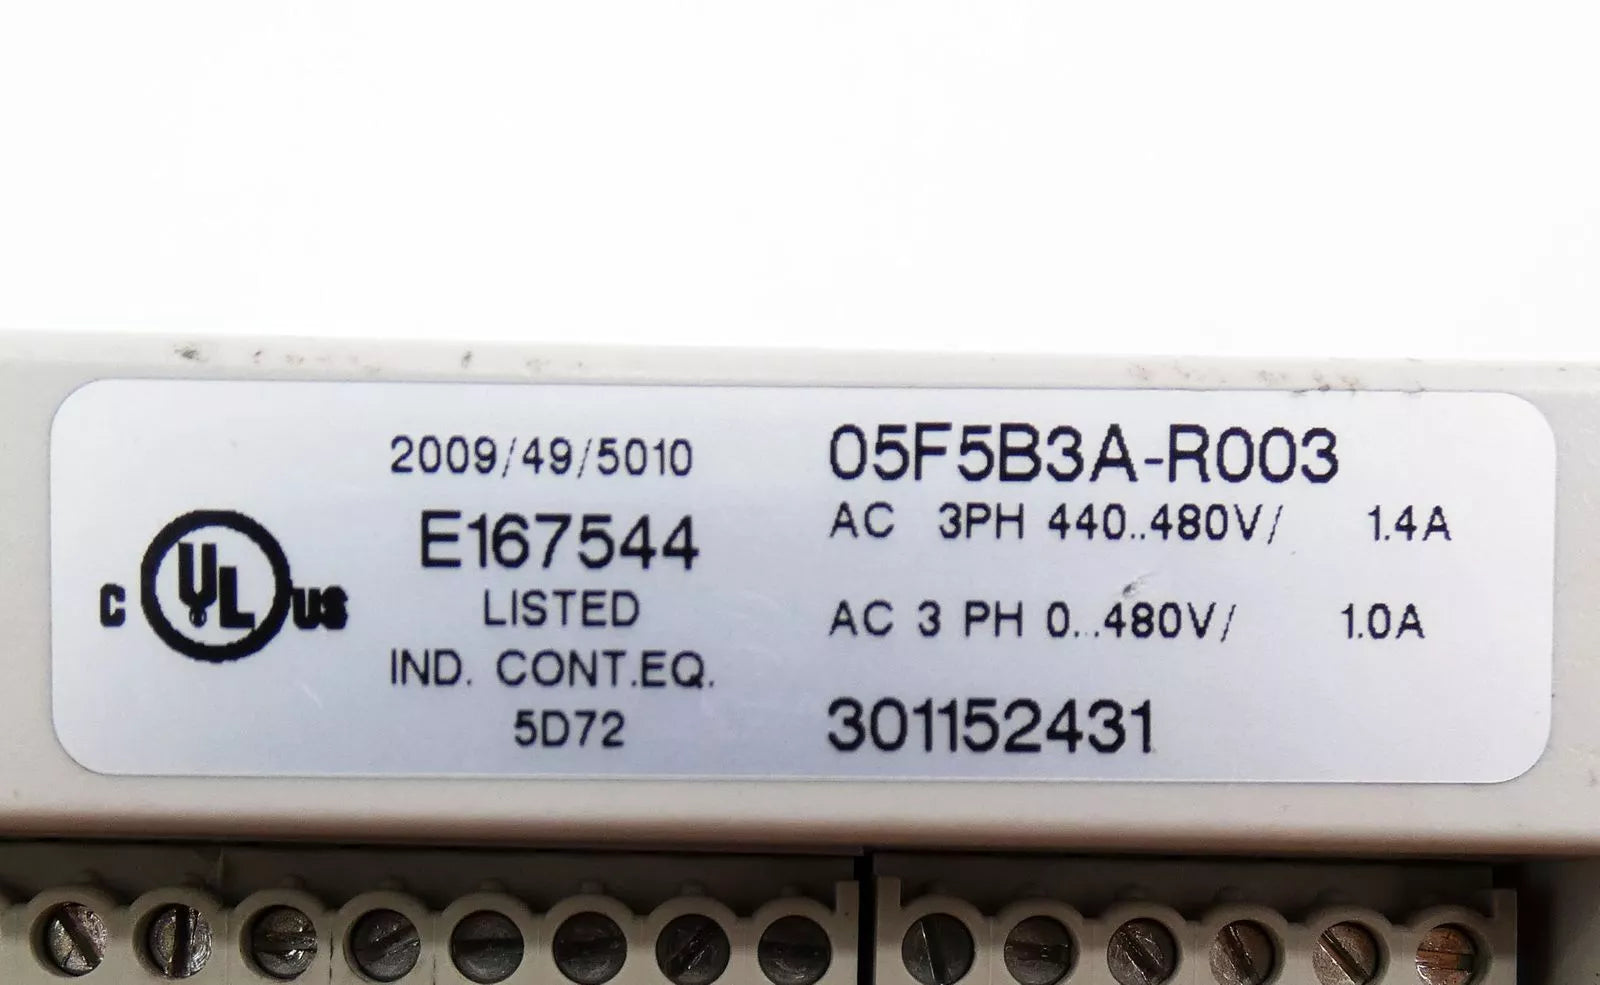 2009/49/5010
E167544
LISTED
IND. CONT.EQ.
5D72
C UL US
05F5B3A-R003
AC 3PH 440..480V/ 1.4A
AC 3 PH 0...480V/ 1.0A
301152431